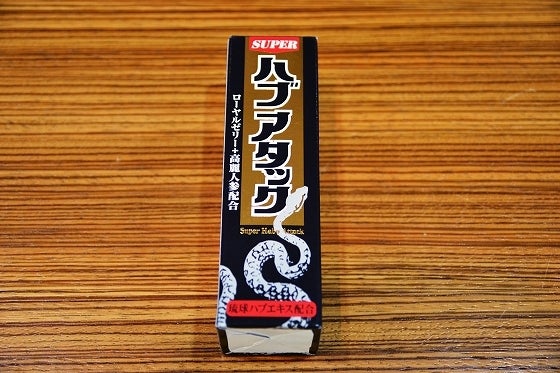 SUPER
ハブアタック
ローヤルゼリー+高麗人参配合
Super Habu Attack
琉球ハブエキス配合